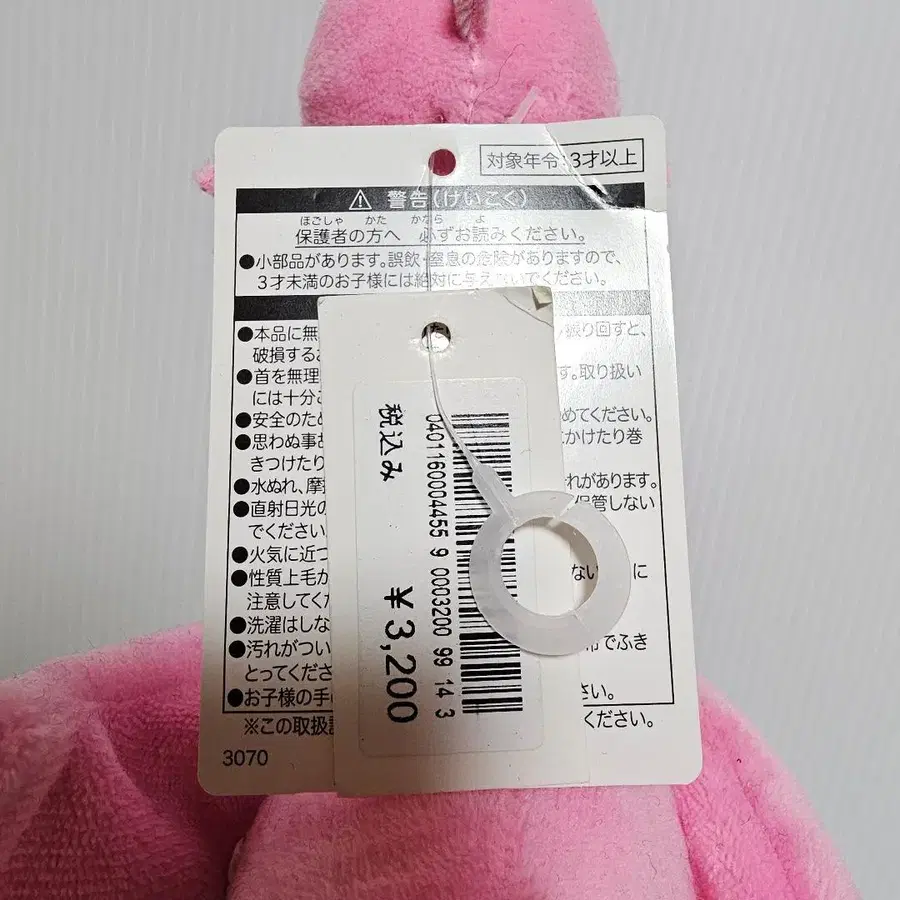 対象年令:3才以上
警告(けいこく)
ほごしゃ かた かなら よ
保護者の方へ 必ずお読みください。
●小部品があります。誤飲・窒息の危険がありますので、
3才未満のお子様には絶対に与えないでください。
●本品に無 振り回すと、
破損する
●首を無理 す。取り扱い
には十分
●安全のため めてください。
●思わぬ事 かけたり巻
きつけたり
●水ぬれ、摩 れがあります。
●直射日光の 保管しない
でください
●火気に近づ
●性質上毛が ない に
注意してくだ
●洗濯はしな
●汚れがつい 布でふき
とってくださ
●お子様の手の さい。
※この取扱説 ください。
3070
税込み
¥3,200
0401160004455 9 0003200 99 14 3